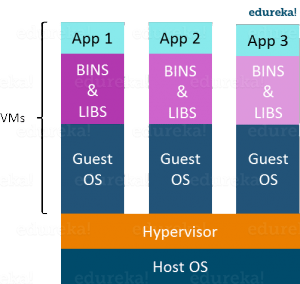 edureka!
App 1 App 2 App 3
BINS BINS BINS
& & &
LIBS LIBS LIBS
VMs
Guest Guest Guest
OS OS OS
Hypervisor
Host OS
edureka!